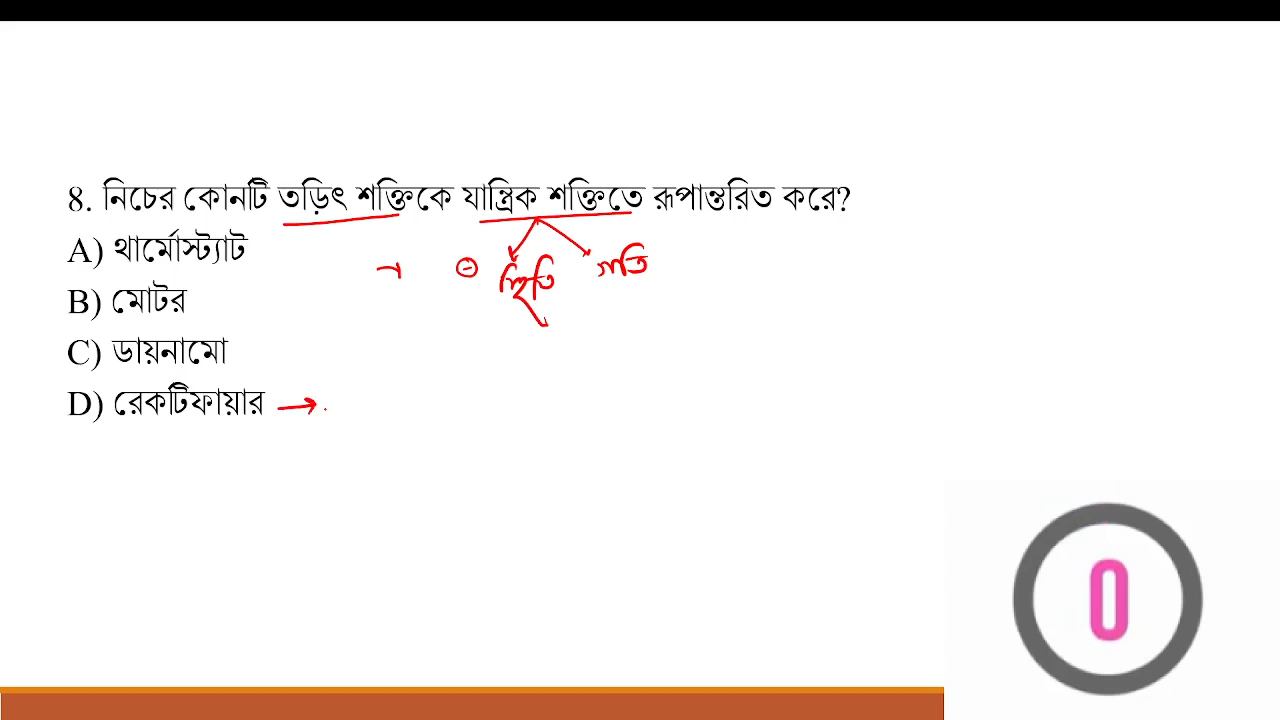 8. নিচের কোনটি তড়িৎ শক্তিকে যান্ত্রিক শক্তিতে রূপান্তরিত করে?
A) থার্মোস্ট্যাট
স্থিতি গতি
B) মোটর
C) ডায়নামো
D) রেকটিফায়ার →
0